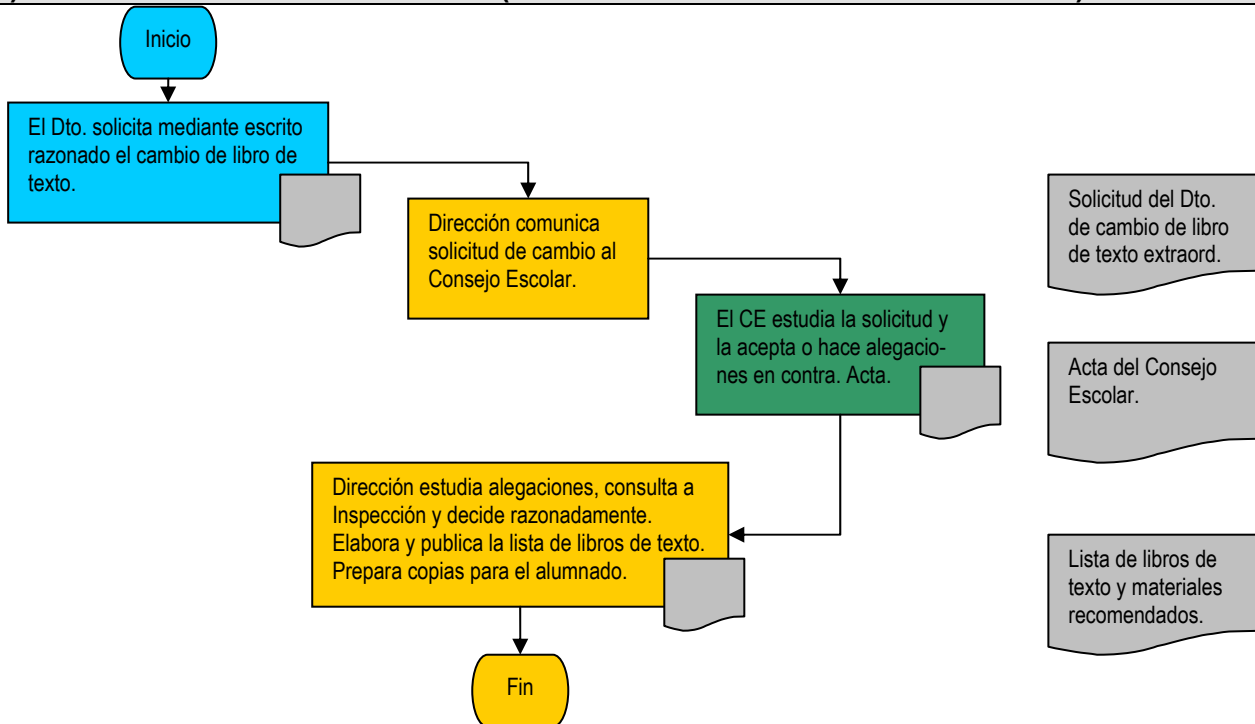 Inicio
El Dto. solicita mediante escrito
razonado el cambio de libro de
texto.
Dirección comunica
solicitud de cambio al
Consejo Escolar.
Solicitud del Dto.
de cambio de libro
de texto extraord.
El CE estudia la solicitud y
la acepta o hace alegacio-
nes en contra. Acta.
Acta del Consejo
Escolar.
Dirección estudia alegaciones, consulta a
Inspección y decide razonadamente.
Elabora y publica la lista de libros de texto.
Prepara copias para el alumnado.
Lista de libros de
texto y materiales
recomendados.
Fin